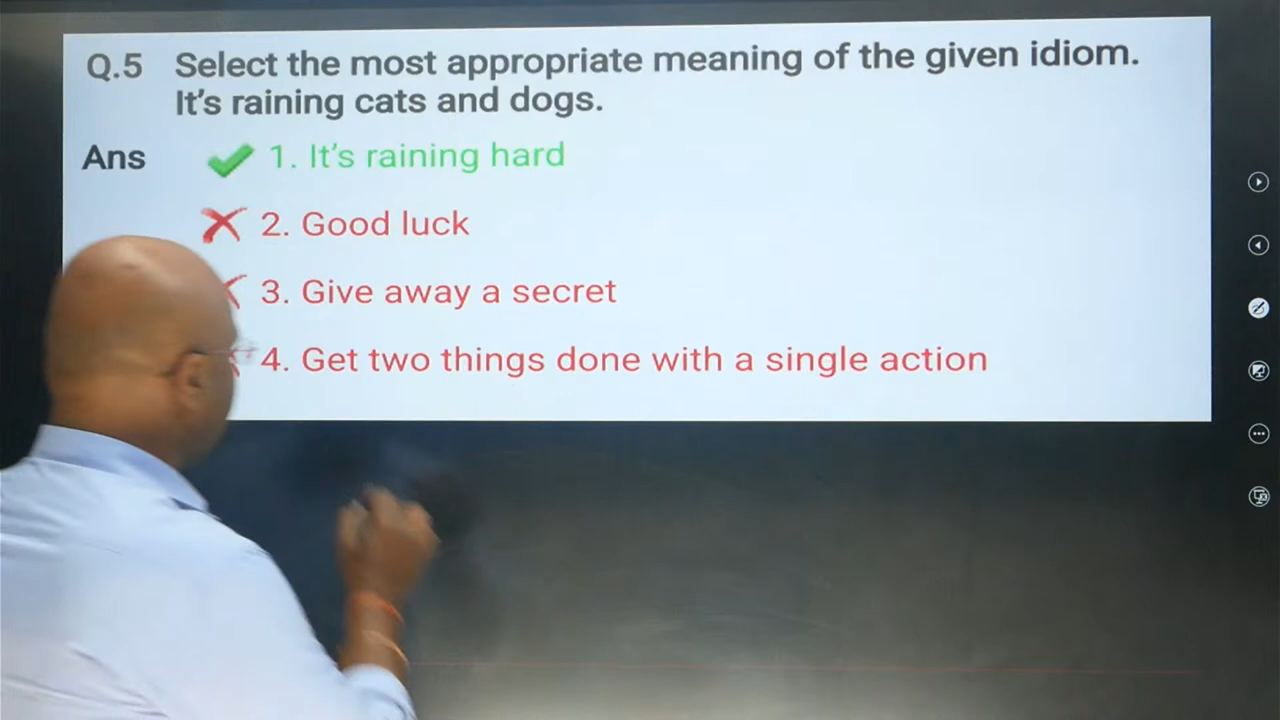 Q.5 Select the most appropriate meaning of the given idiom.
It's raining cats and dogs.
Ans 1. It's raining hard
2. Good luck
3. Give away a secret
4. Get two things done with a single action